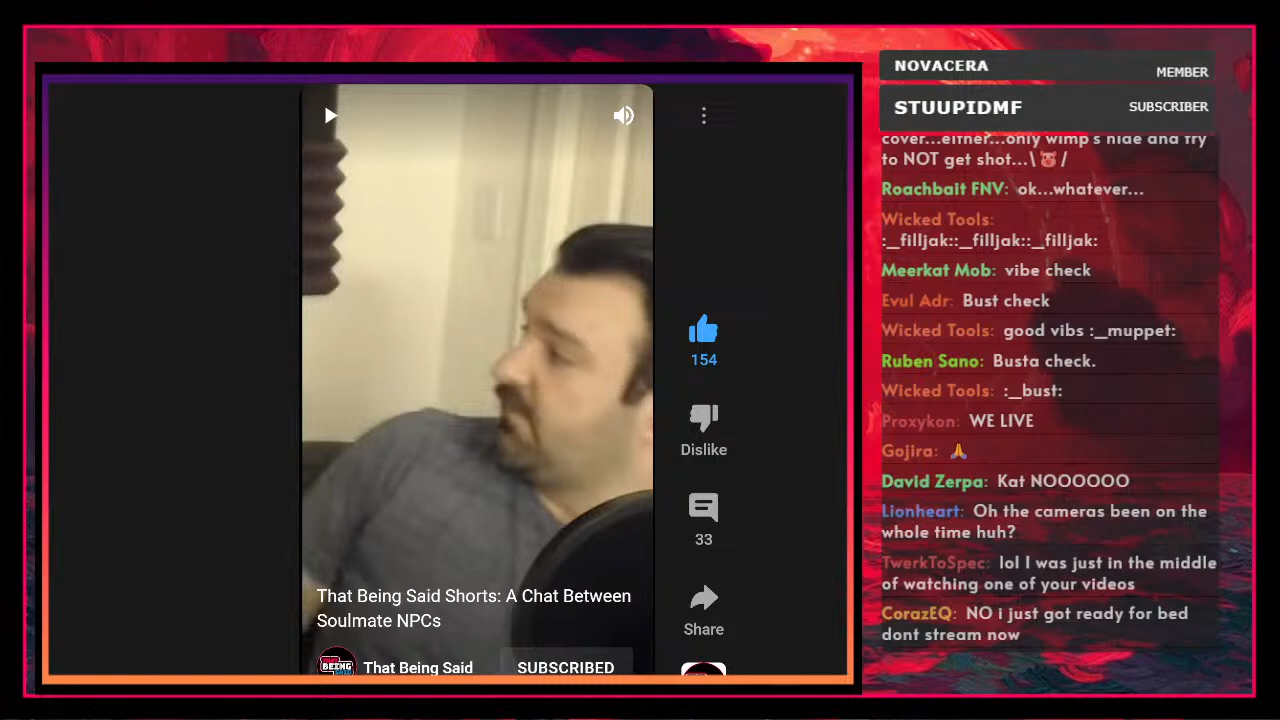 NOVACERA
MEMBER
STUUPIDMF
SUBSCRIBER
cover...either...only wimp's hide and try
to NOT get shot...\🐷/
Roachbait FNV: ok...whatever...
Wicked Tools:
:_filljak::_filljak::_filljak:
Meerkat Mob: vibe check
Evul Adr: Bust check
Wicked Tools: good vibs :_muppet:
Ruben Sano: Busta check.
Wicked Tools: :_bust:
Proxykon: WE LIVE
Gojira: 🙏
David Zerpa: Kat NOOOOOO
Lionheart: Oh the cameras been on the
whole time huh?
TwerkToSpec: lol I was just in the middle
of watching one of your videos
CorazEQ: NO i just got ready for bed
dont stream now
154
Dislike
33
Share
That Being Said Shorts: A Chat Between
Soulmate NPCs
That Being Said
SUBSCRIBED